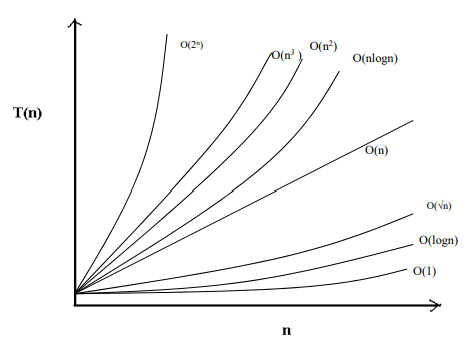 O(2ⁿ)
O(n³ )
O(n²)
O(nlogn)
T(n)
O(n)
O(√n)
O(logn)
O(1)
n